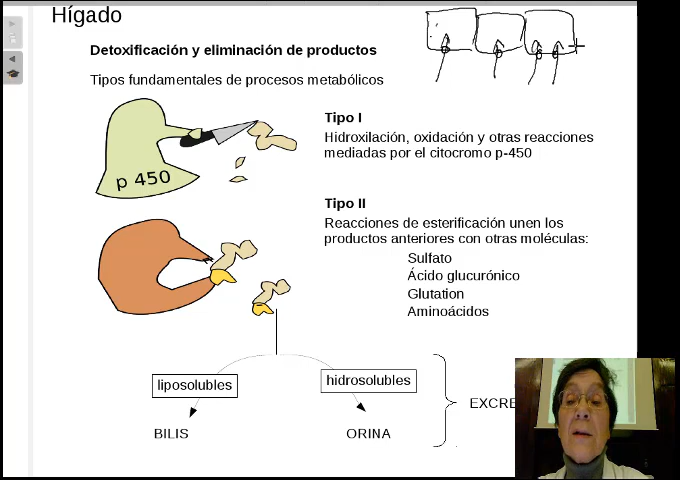 Hígado
Detoxificación y eliminación de productos
Tipos fundamentales de procesos metabólicos
Tipo I
Hidroxilación, oxidación y otras reacciones
mediadas por el citocromo p-450
p 450
Tipo II
Reacciones de esterificación unen los
productos anteriores con otras moléculas:
Sulfato
Ácido glucurónico
Glutation
Aminoácidos
liposolubles
hidrosolubles
EXCRE
BILIS
ORINA